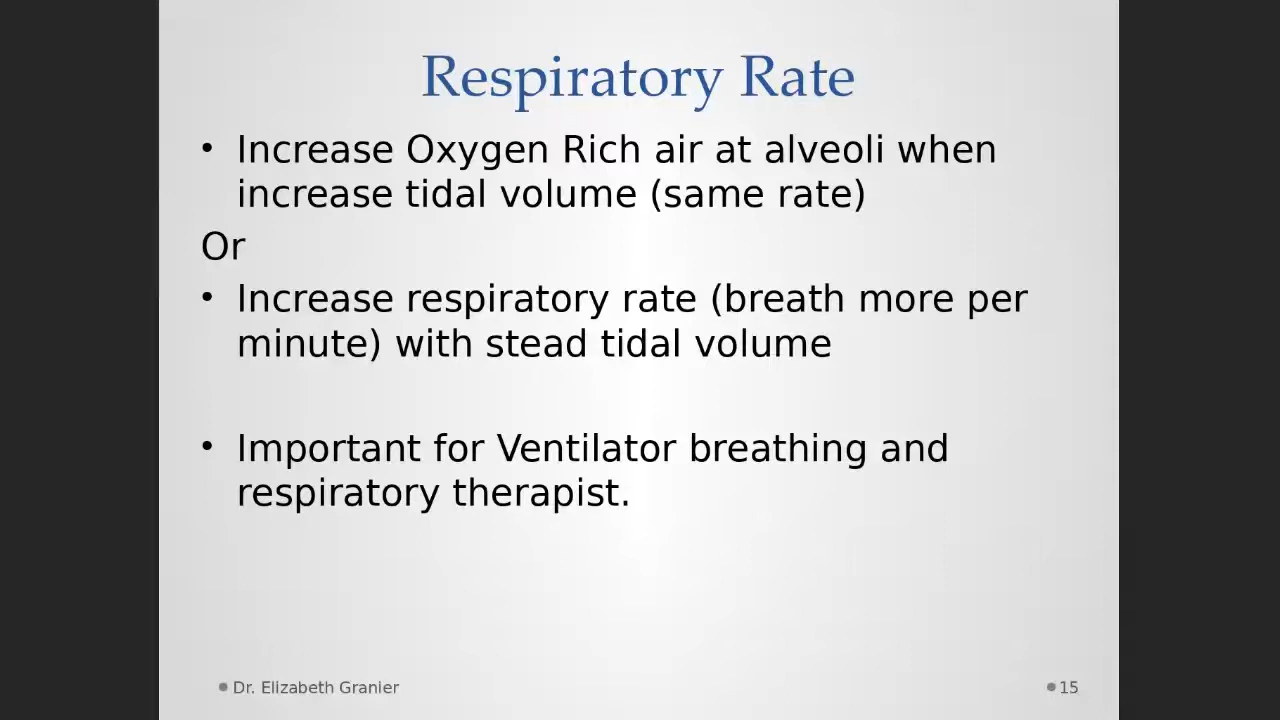 Respiratory Rate
• Increase Oxygen Rich air at alveoli when
increase tidal volume (same rate)
Or
• Increase respiratory rate (breath more per
minute) with stead tidal volume
• Important for Ventilator breathing and
respiratory therapist.
Dr. Elizabeth Granier
15